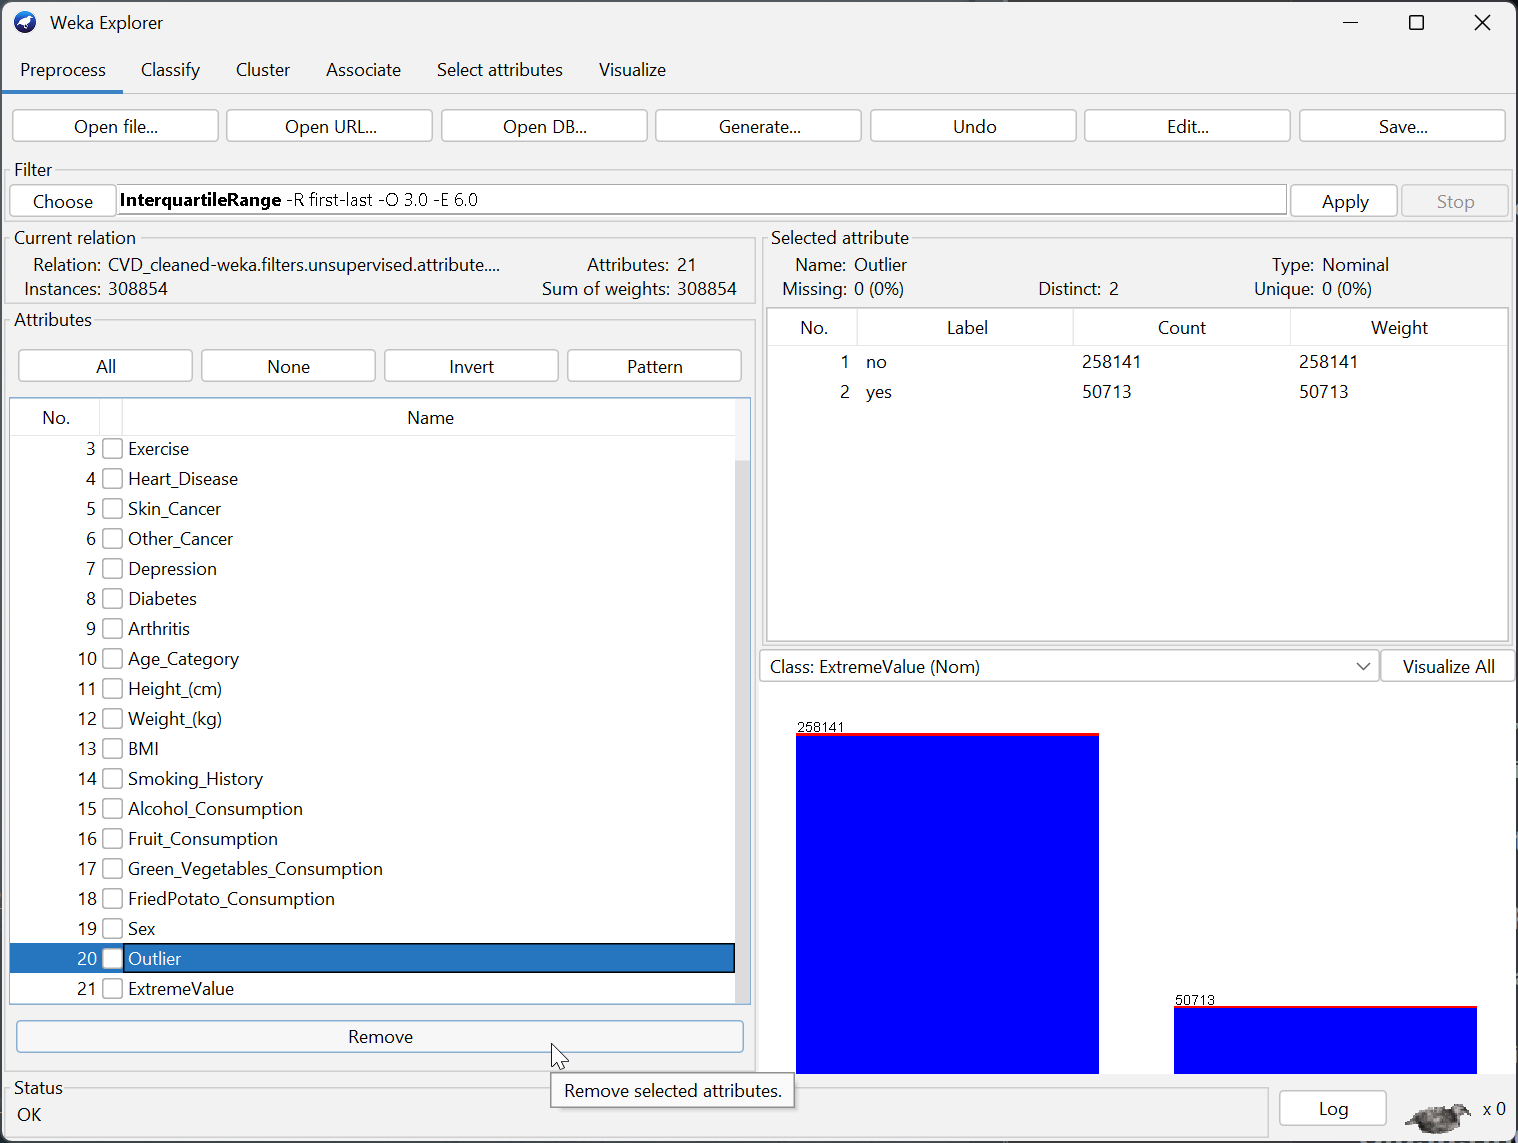 Weka Explorer
Preprocess Classify Cluster Associate Select attributes Visualize
Open file... Open URL... Open DB... Generate... Undo Edit... Save...
Filter
Choose InterquartileRange -R first-last -O 3.0 -E 6.0 Apply Stop
Current relation
Relation: CVD_cleaned-weka.filters.unsupervised.attribute.... Attributes: 21
Instances: 308854 Sum of weights: 308854
Attributes
All None Invert Pattern
No. Name
3 Exercise
4 Heart_Disease
5 Skin_Cancer
6 Other_Cancer
7 Depression
8 Diabetes
9 Arthritis
10 Age_Category
11 Height_(cm)
12 Weight_(kg)
13 BMI
14 Smoking_History
15 Alcohol_Consumption
16 Fruit_Consumption
17 Green_Vegetables_Consumption
18 FriedPotato_Consumption
19 Sex
20 Outlier
21 ExtremeValue
Remove
Remove selected attributes.
Selected attribute
Name: Outlier Type: Nominal
Missing: 0 (0%) Distinct: 2 Unique: 0 (0%)
No. Label Count Weight
1 no 258141 258141
2 yes 50713 50713
Class: ExtremeValue (Nom) Visualize All
258141
50713
Status
OK
Log x 0